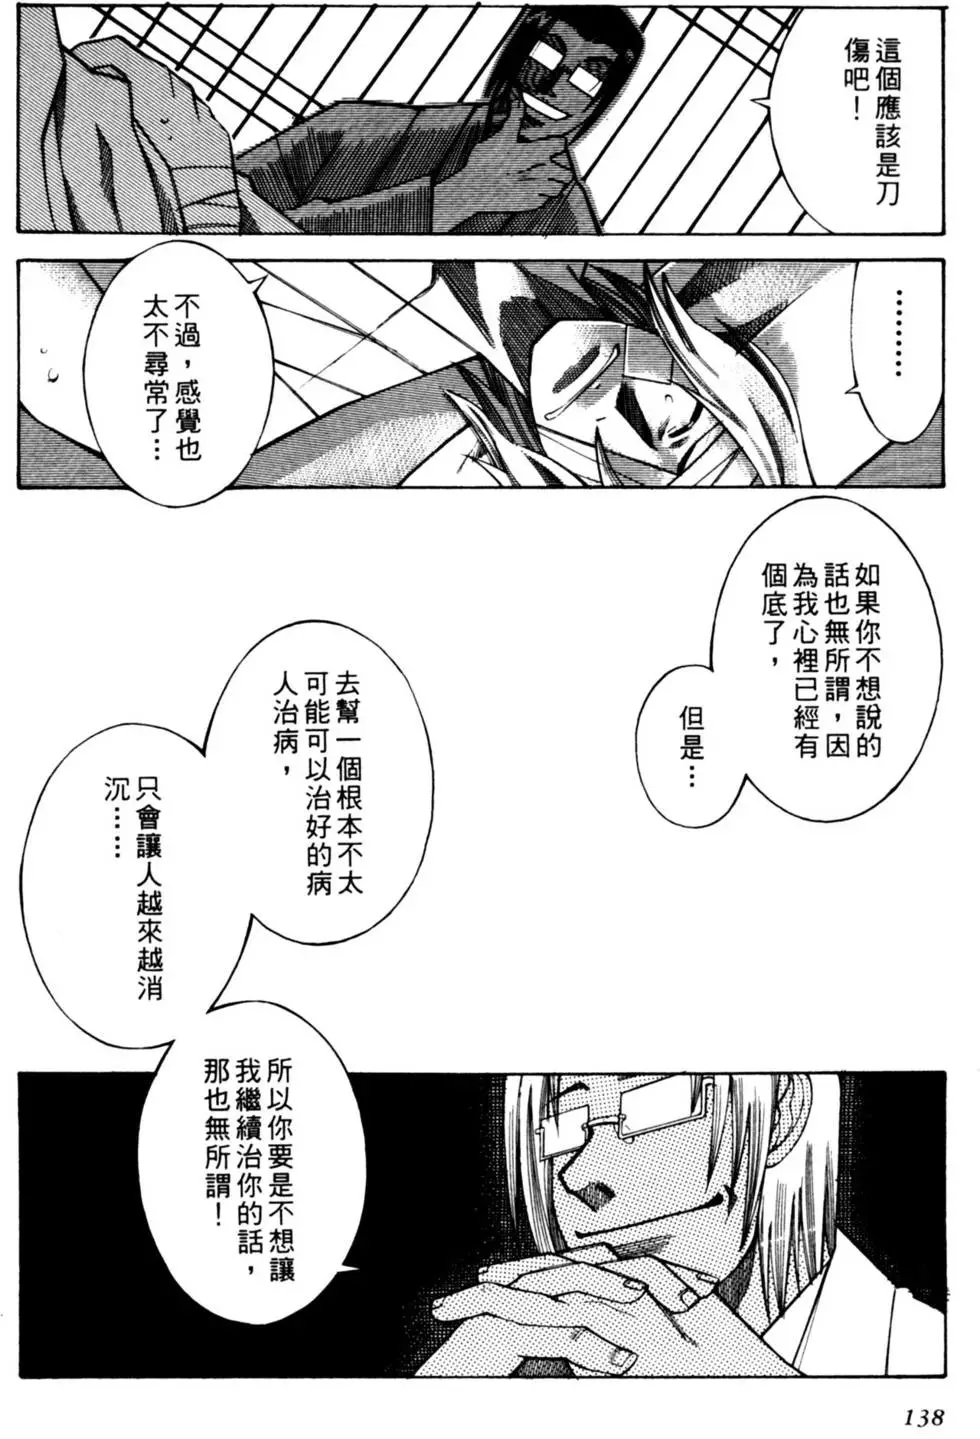 這個應該是刀
傷吧！
………
不過，感覺也
太不尋常了…
如果你不想說的
話也無所謂，因
為我心裡已經有
個底了，
但是…
去幫一個根本不太
可能可以治好的病
人治病，
只會讓人越來越消
沉……
所以你要是不想讓
我繼續治你的話，
那也無所謂！
138